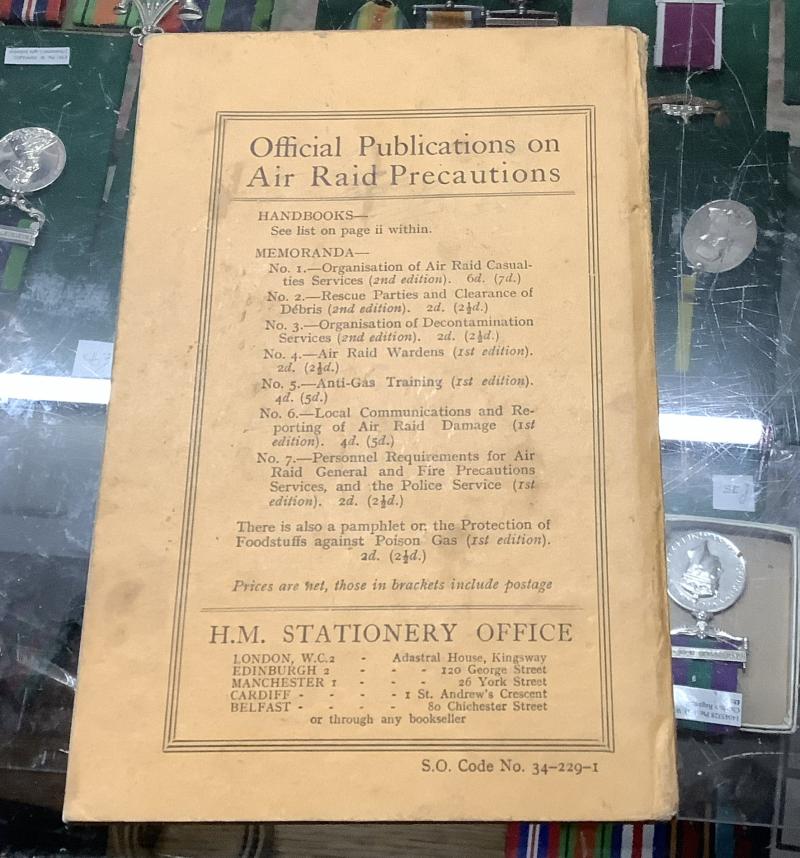 Official Publications on
Air Raid Precautions
HANDBOOKS—
See list on page ii within.
MEMORANDA—
No. 1.—Organisation of Air Raid Casual-
ties Services (2nd edition). 6d. (7d.)
No. 2.—Rescue Parties and Clearance of
Débris (2nd edition). 2d. (2½d.)
No. 3.—Organisation of Decontamination
Services (2nd edition). 2d. (2½d.)
No. 4.—Air Raid Wardens (1st edition).
2d. (2½d.)
No. 5.—Anti-Gas Training (1st edition).
4d. (5d.)
No. 6.—Local Communications and Re-
porting of Air Raid Damage (1st
edition). 4d. (5d.)
No. 7.—Personnel Requirements for Air
Raid General and Fire Precautions
Services, and the Police Service (1st
edition). 2d. (2½d.)
There is also a pamphlet on the Protection of
Foodstuffs against Poison Gas (1st edition).
2d. (2½d.)
Prices are net, those in brackets include postage
H.M. STATIONERY OFFICE
LONDON, W.C.2 - Adastral House, Kingsway
EDINBURGH 2 - - - 120 George Street
MANCHESTER 1 - - - 26 York Street
CARDIFF - - - - 1 St. Andrew's Crescent
BELFAST - - - - 80 Chichester Street
or through any bookseller
S.O. Code No. 34-229-1